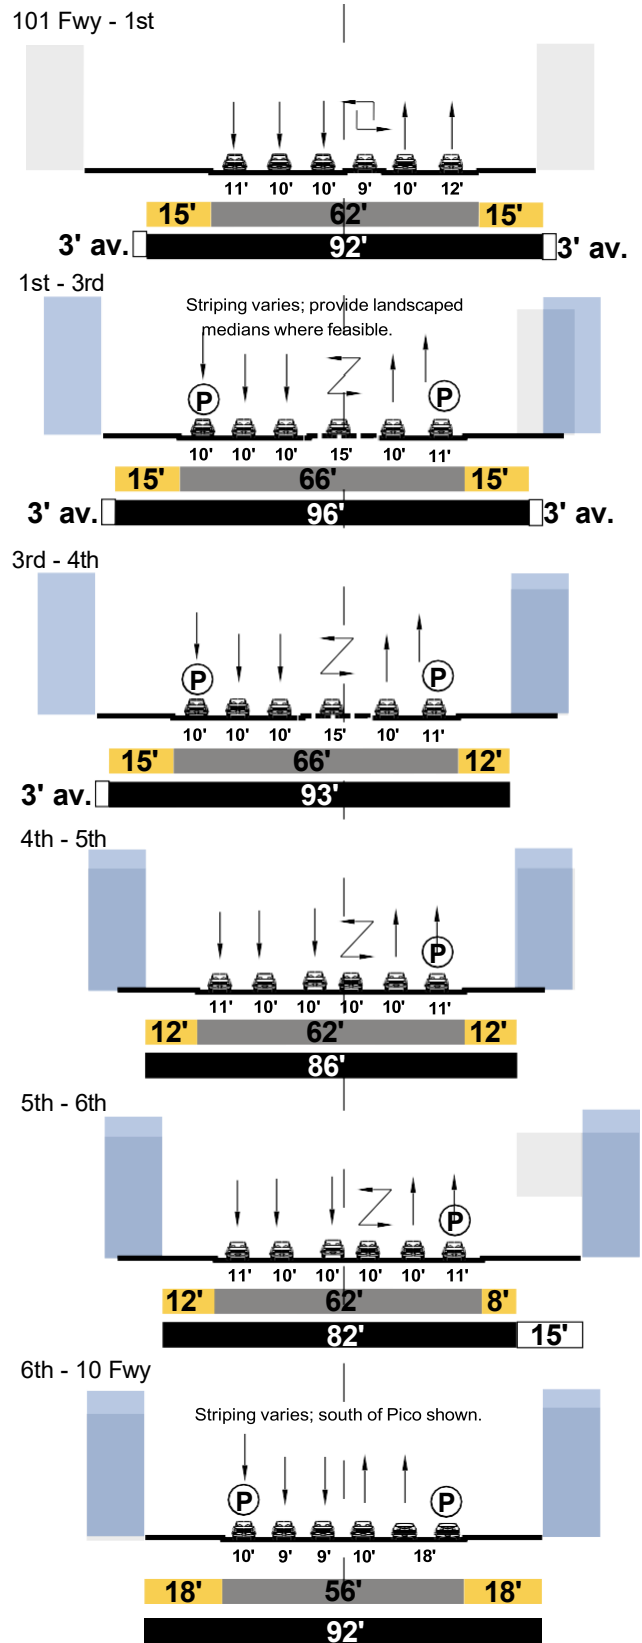 101 Fwy - 1st
11' 10' 10' 9' 10' 12'
15' 62' 15'
3' av. 92' 3' av.
1st - 3rd
Striping varies; provide landscaped
medians where feasible.
P P
10' 10' 10' 15' 10' 11'
15' 66' 15'
3' av. 96' 3' av.
3rd - 4th
P P
10' 10' 10' 15' 10' 11'
15' 66' 12'
3' av. 93'
4th - 5th
P
11' 10' 10' 10' 10' 11'
12' 62' 12'
86'
5th - 6th
P
11' 10' 10' 10' 10' 11'
12' 62' 8'
82' 15'
6th - 10 Fwy
Striping varies; south of Pico shown.
P P
10' 9' 9' 10' 18'
18' 56' 18'
92'